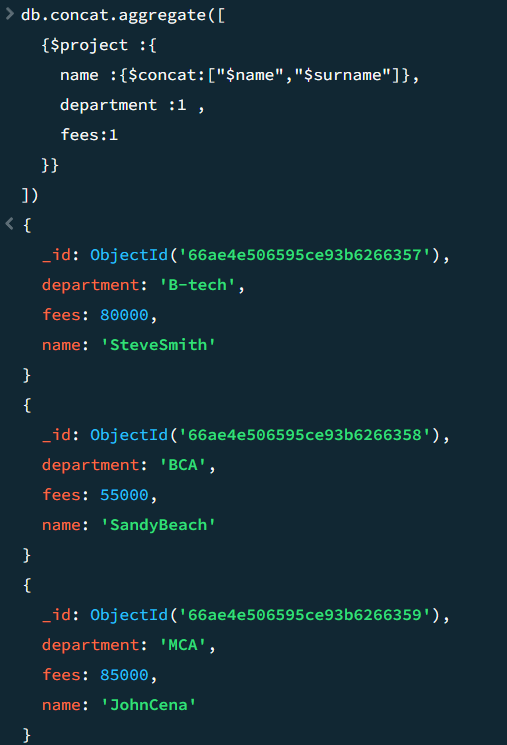 > db.concat.aggregate([
{$project :{
name :{$concat:["$name","$surname"]},
department :1 ,
fees:1
}}
])
< {
_id: ObjectId('66ae4e506595ce93b6266357'),
department: 'B-tech',
fees: 80000,
name: 'SteveSmith'
}
{
_id: ObjectId('66ae4e506595ce93b6266358'),
department: 'BCA',
fees: 55000,
name: 'SandyBeach'
}
{
_id: ObjectId('66ae4e506595ce93b6266359'),
department: 'MCA',
fees: 85000,
name: 'JohnCena'
}